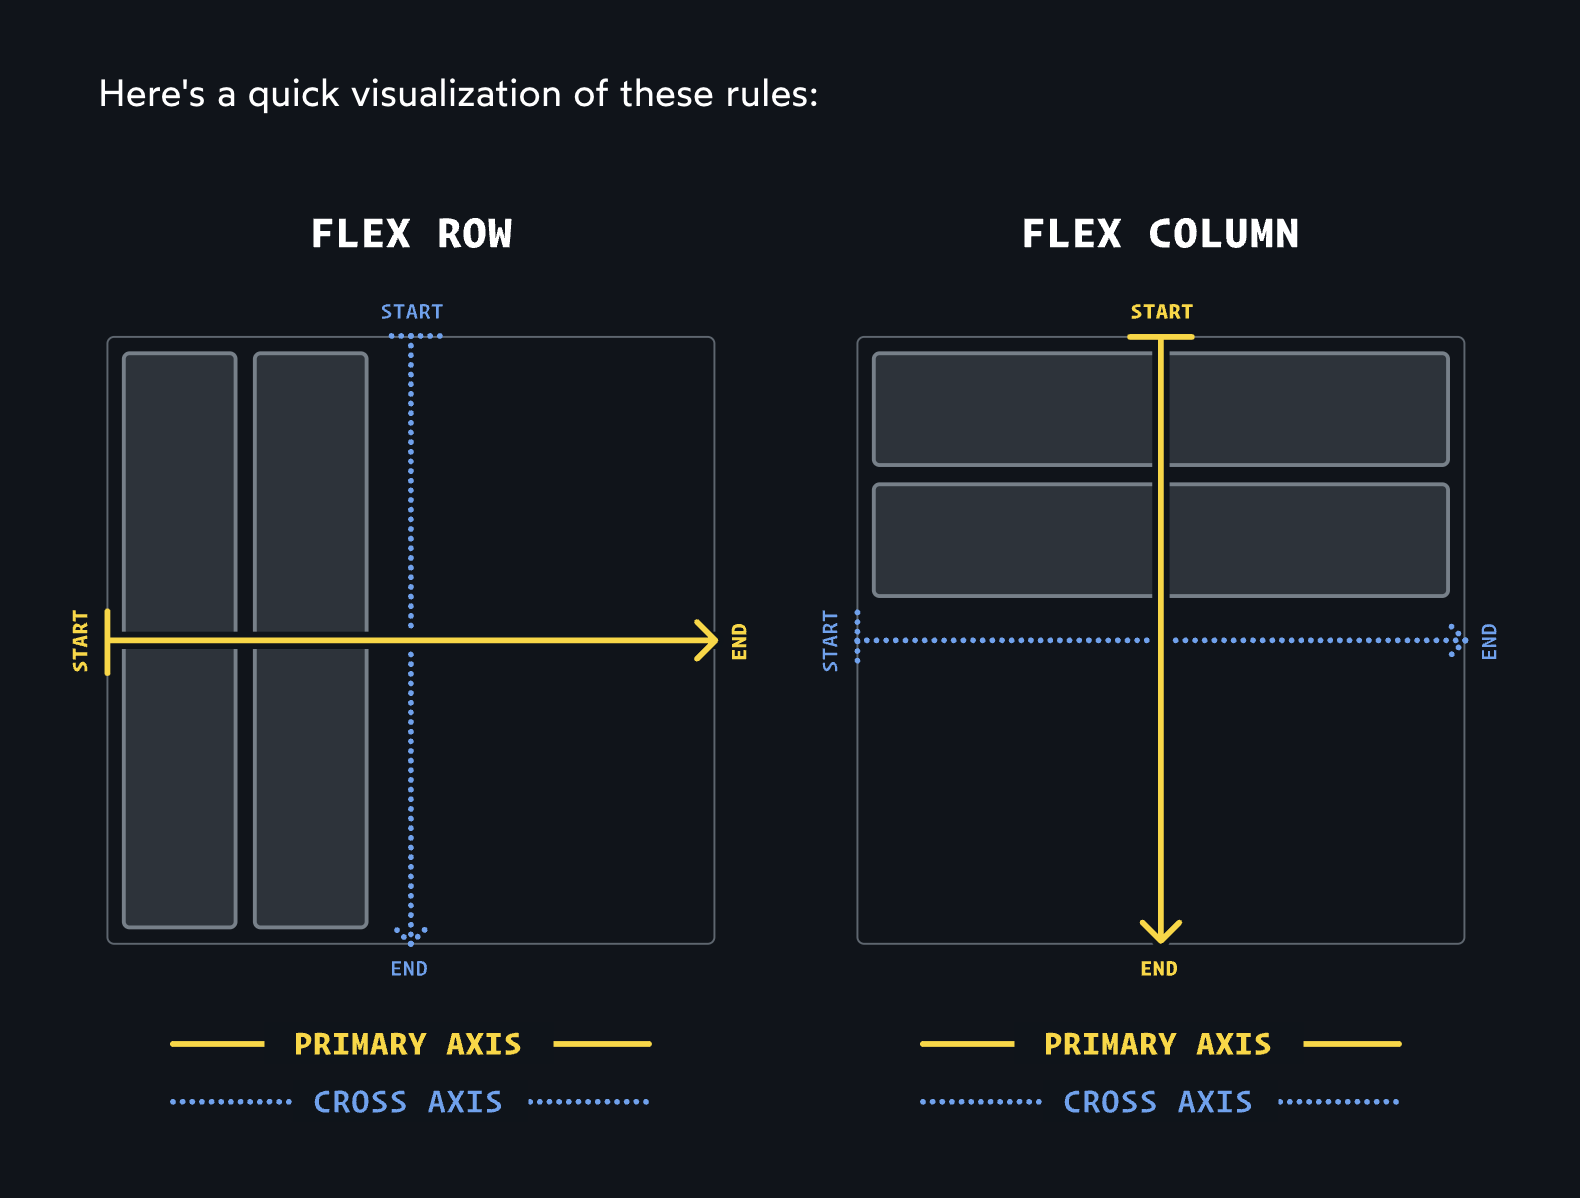 Here's a quick visualization of these rules:
FLEX ROW
START
START
END
END
PRIMARY AXIS
CROSS AXIS
FLEX COLUMN
START
START
END
END
PRIMARY AXIS
CROSS AXIS